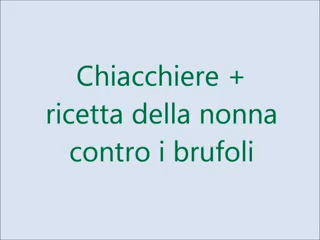 Chiacchiere +
ricetta della nonna
contro i brufoli